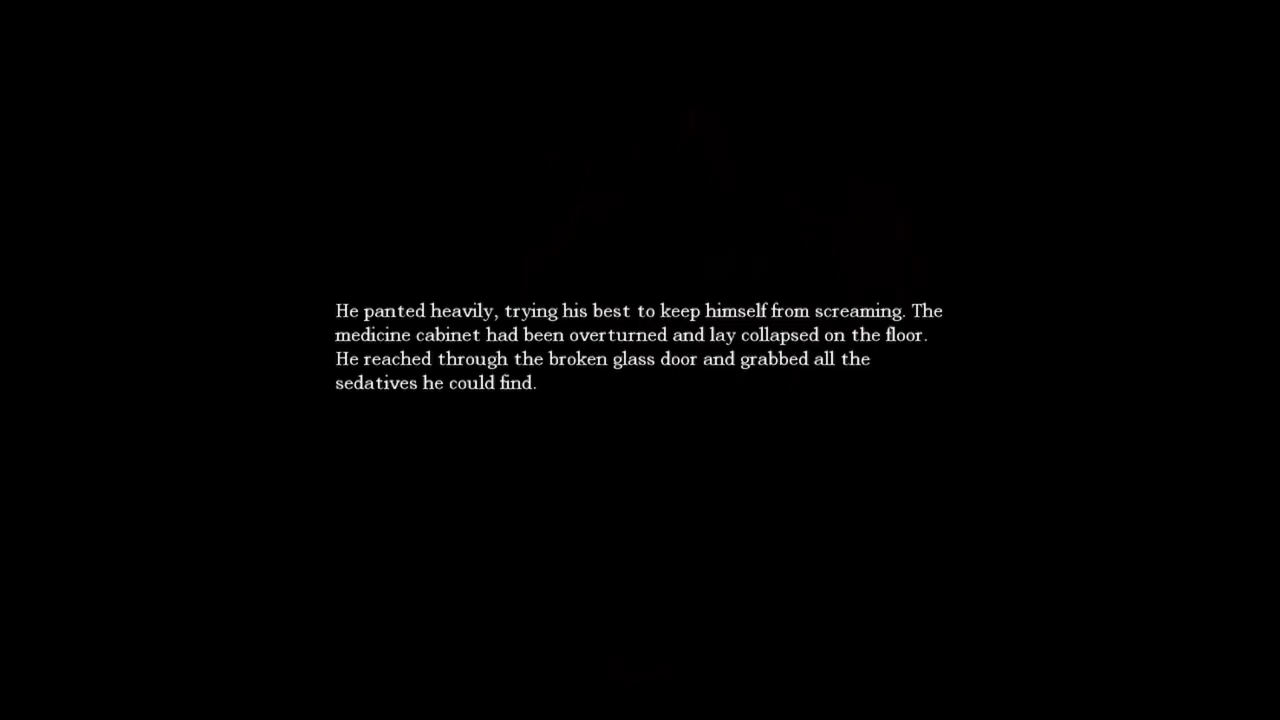 He panted heavily, trying his best to keep himself from screaming. The
medicine cabinet had been overturned and lay collapsed on the floor.
He reached through the broken glass door and grabbed all the
sedatives he could find.